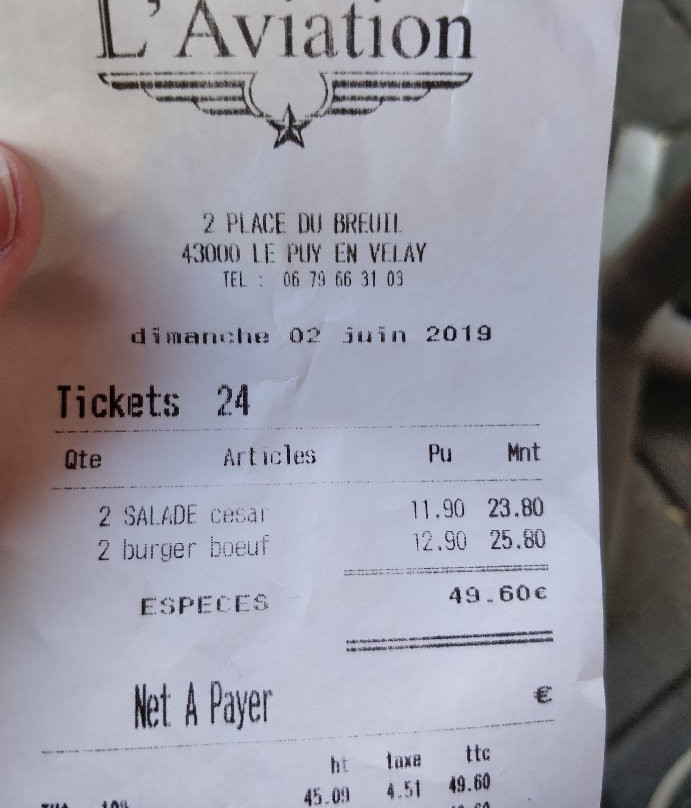 L'Aviation
2 PLACE DU BREUIL
43000 LE PUY EN VELAY
TEL : 06 79 66 31 03
dimanche 02 juin 2019
Tickets 24
Qte Articles Pu Mnt
2 SALADE cesar 11.90 23.80
2 burger boeuf 12.90 25.80
ESPECES 49.60€
Net A Payer €
ht taxe ttc
10% 45.09 4.51 49.60